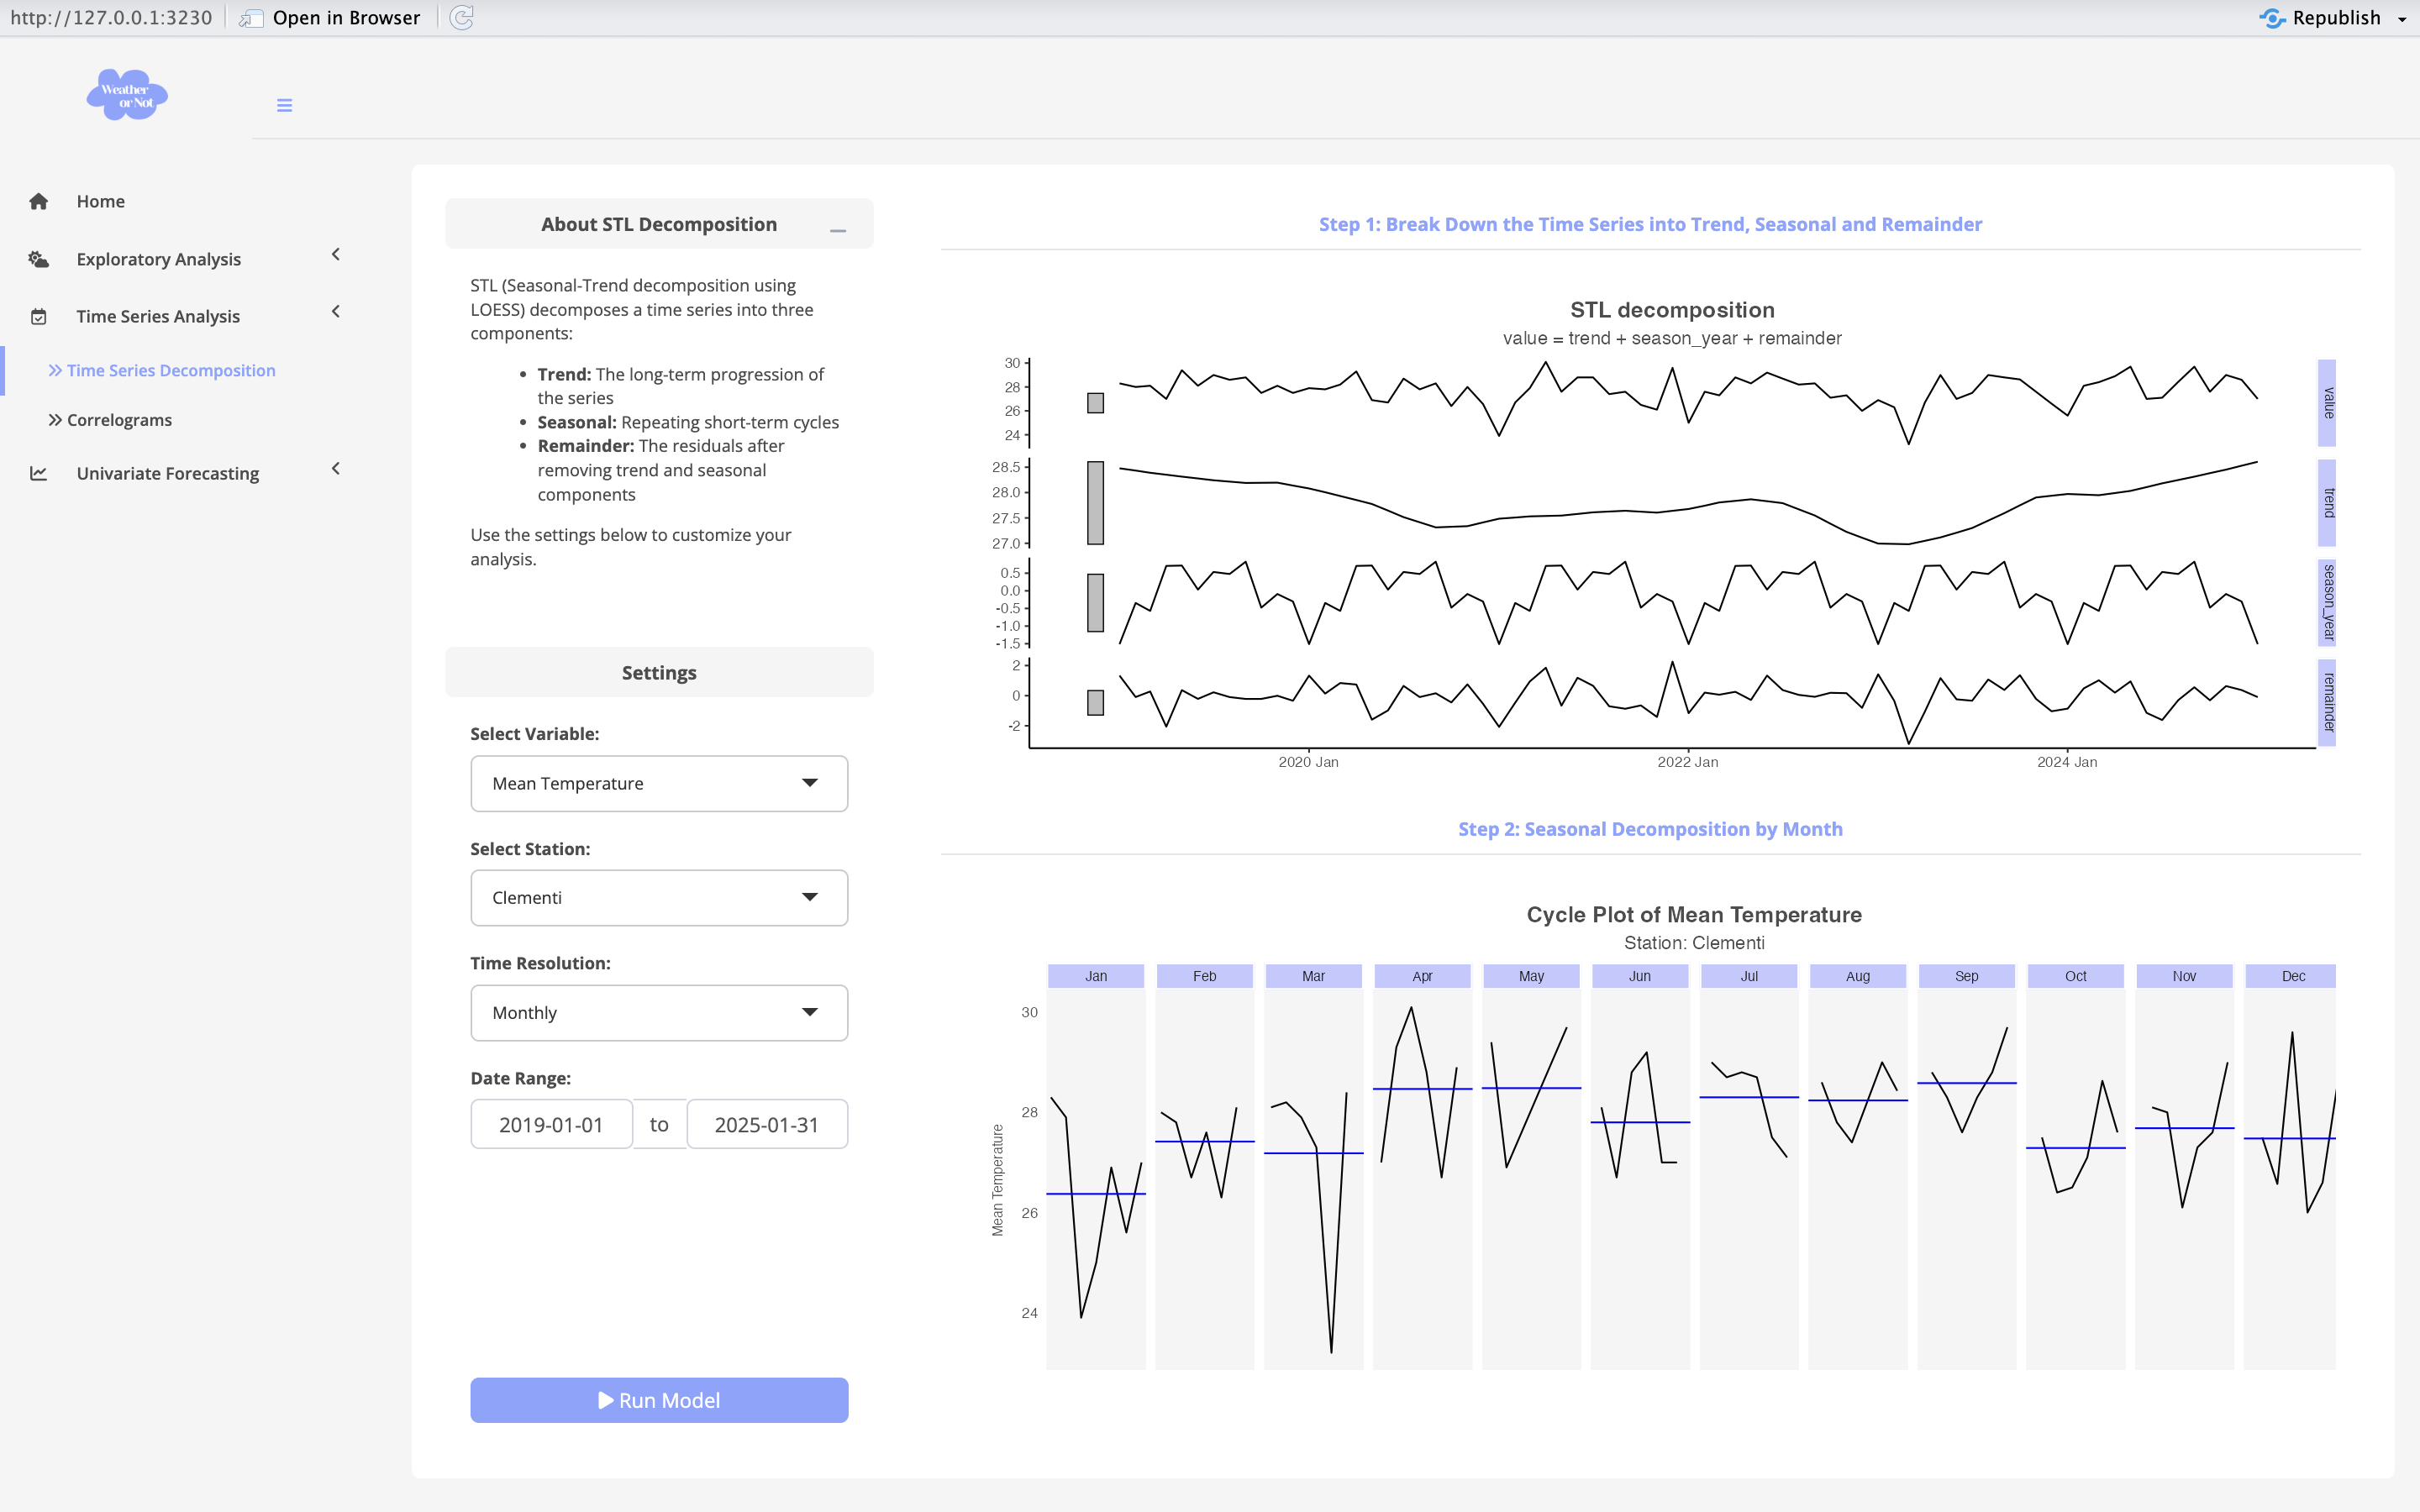 http://127.0.0.1:3230
Open in Browser
Republish
Weather
or Not
Home
Exploratory Analysis
Time Series Analysis
Time Series Decomposition
Correlograms
Univariate Forecasting
About STL Decomposition
STL (Seasonal-Trend decomposition using
LOESS) decomposes a time series into three
components:
• Trend: The long-term progression of
the series
• Seasonal: Repeating short-term cycles
• Remainder: The residuals after
removing trend and seasonal
components
Use the settings below to customize your
analysis.
Settings
Select Variable:
Mean Temperature
Select Station:
Clementi
Time Resolution:
Monthly
Date Range:
2019-01-01 to 2025-01-31
Run Model
Step 1: Break Down the Time Series into Trend, Seasonal and Remainder
STL decomposition
value = trend + season_year + remainder
30
28
26
24
value
28.5
28.0
27.5
27.0
trend
0.5
0.0
-0.5
-1.0
-1.5
season_year
2
0
-2
remainder
2020 Jan 2022 Jan 2024 Jan
Step 2: Seasonal Decomposition by Month
Cycle Plot of Mean Temperature
Station: Clementi
Jan Feb Mar Apr May Jun Jul Aug Sep Oct Nov Dec
30
28
26
24
Mean Temperature